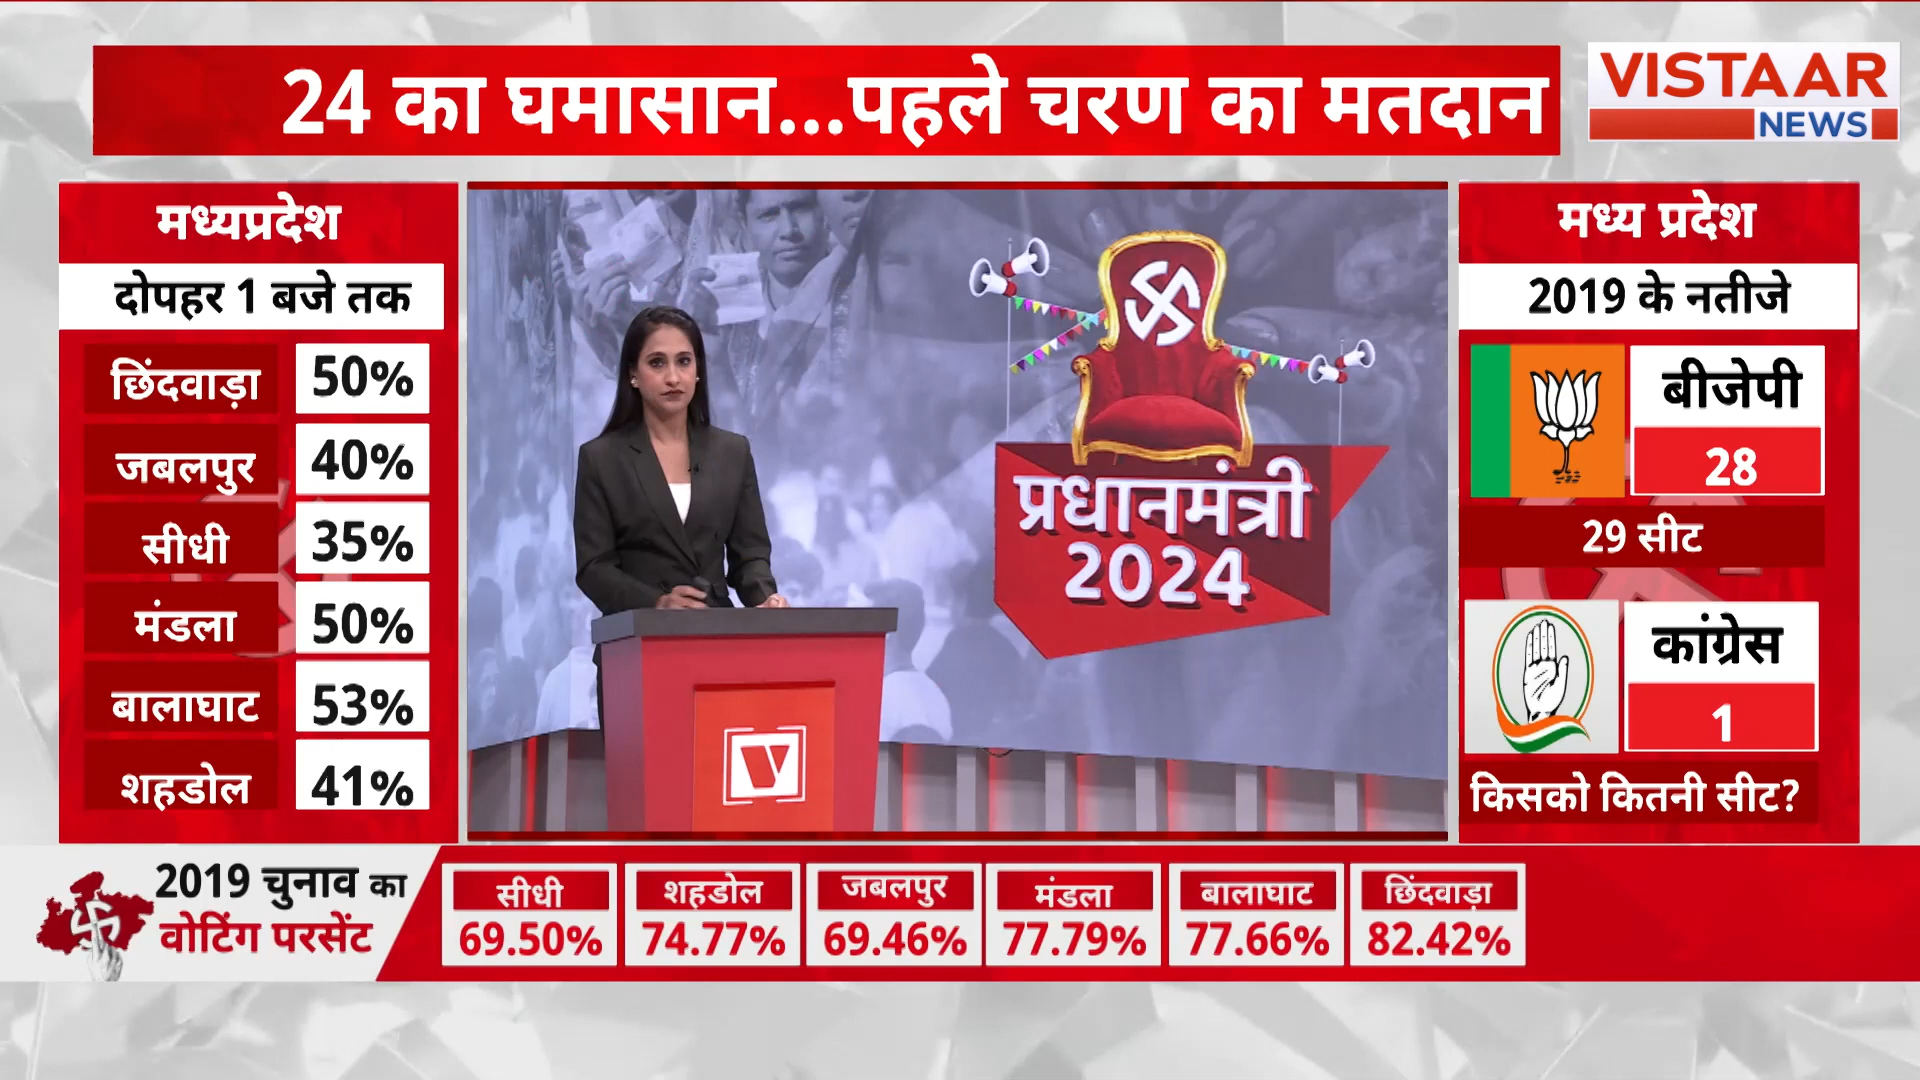 24 का घमासान...पहले चरण का मतदान
VISTAAR
NEWS
मध्यप्रदेश
दोपहर 1 बजे तक
छिंदवाड़ा 50%
जबलपुर 40%
सीधी 35%
मंडला 50%
बालाघाट 53%
शहडोल 41%
प्रधानमंत्री
2024
V
मध्य प्रदेश
2019 के नतीजे
बीजेपी
28
29 सीट
कांग्रेस
1
किसको कितनी सीट?
2019 चुनाव का
वोटिंग परसेंट
सीधी
69.50%
शहडोल
74.77%
जबलपुर
69.46%
मंडला
77.79%
बालाघाट
77.66%
छिंदवाड़ा
82.42%